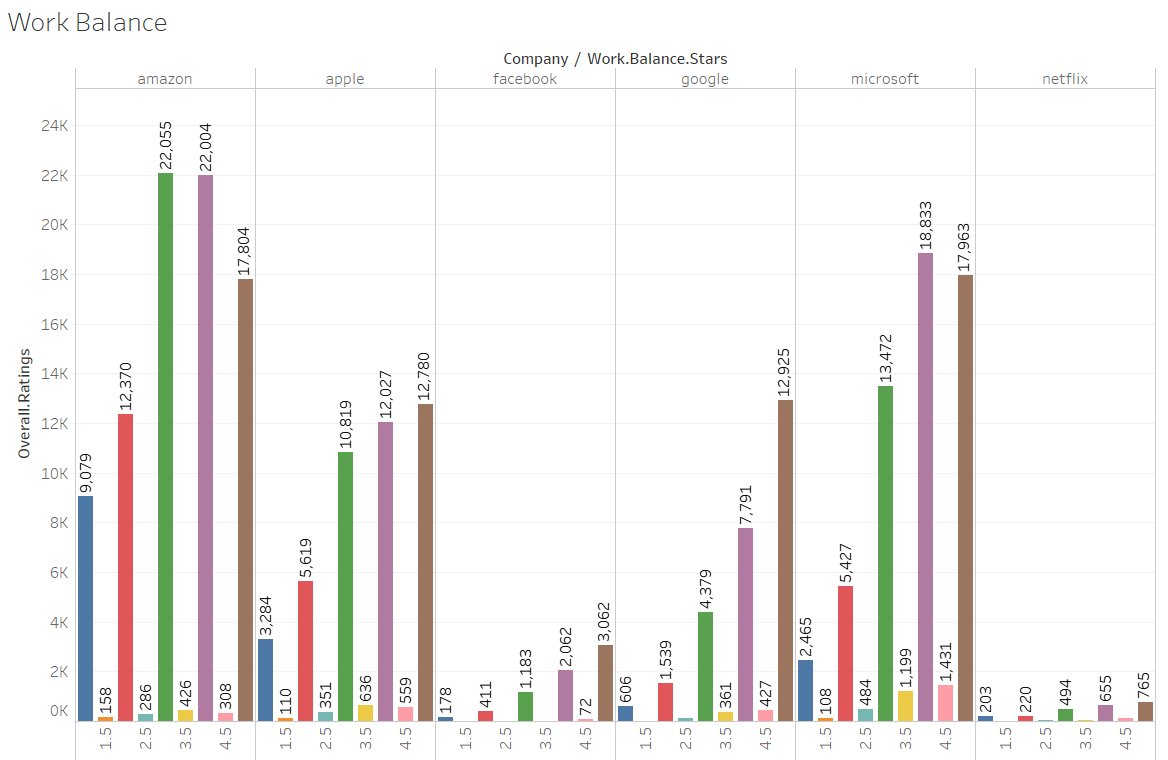 Work Balance
Company / Work.Balance.Stars
amazon apple facebook google microsoft netflix
Overall.Ratings
24K
22K
20K
18K
16K
14K
12K
10K
8K
6K
4K
2K
0K
9,079 158 12,370 286 22,055 426 22,004 308 17,804
3,284 110 5,619 351 10,819 636 12,027 559 12,780
178 411 1,183 2,062 72 3,062
606 1,539 4,379 361 7,791 427 12,925
2,465 108 5,427 484 13,472 1,199 18,833 1,431 17,963
203 220 494 655 765
1.5 2.5 3.5 4.5 1.5 2.5 3.5 4.5 1.5 2.5 3.5 4.5 1.5 2.5 3.5 4.5 1.5 2.5 3.5 4.5 1.5 2.5 3.5 4.5